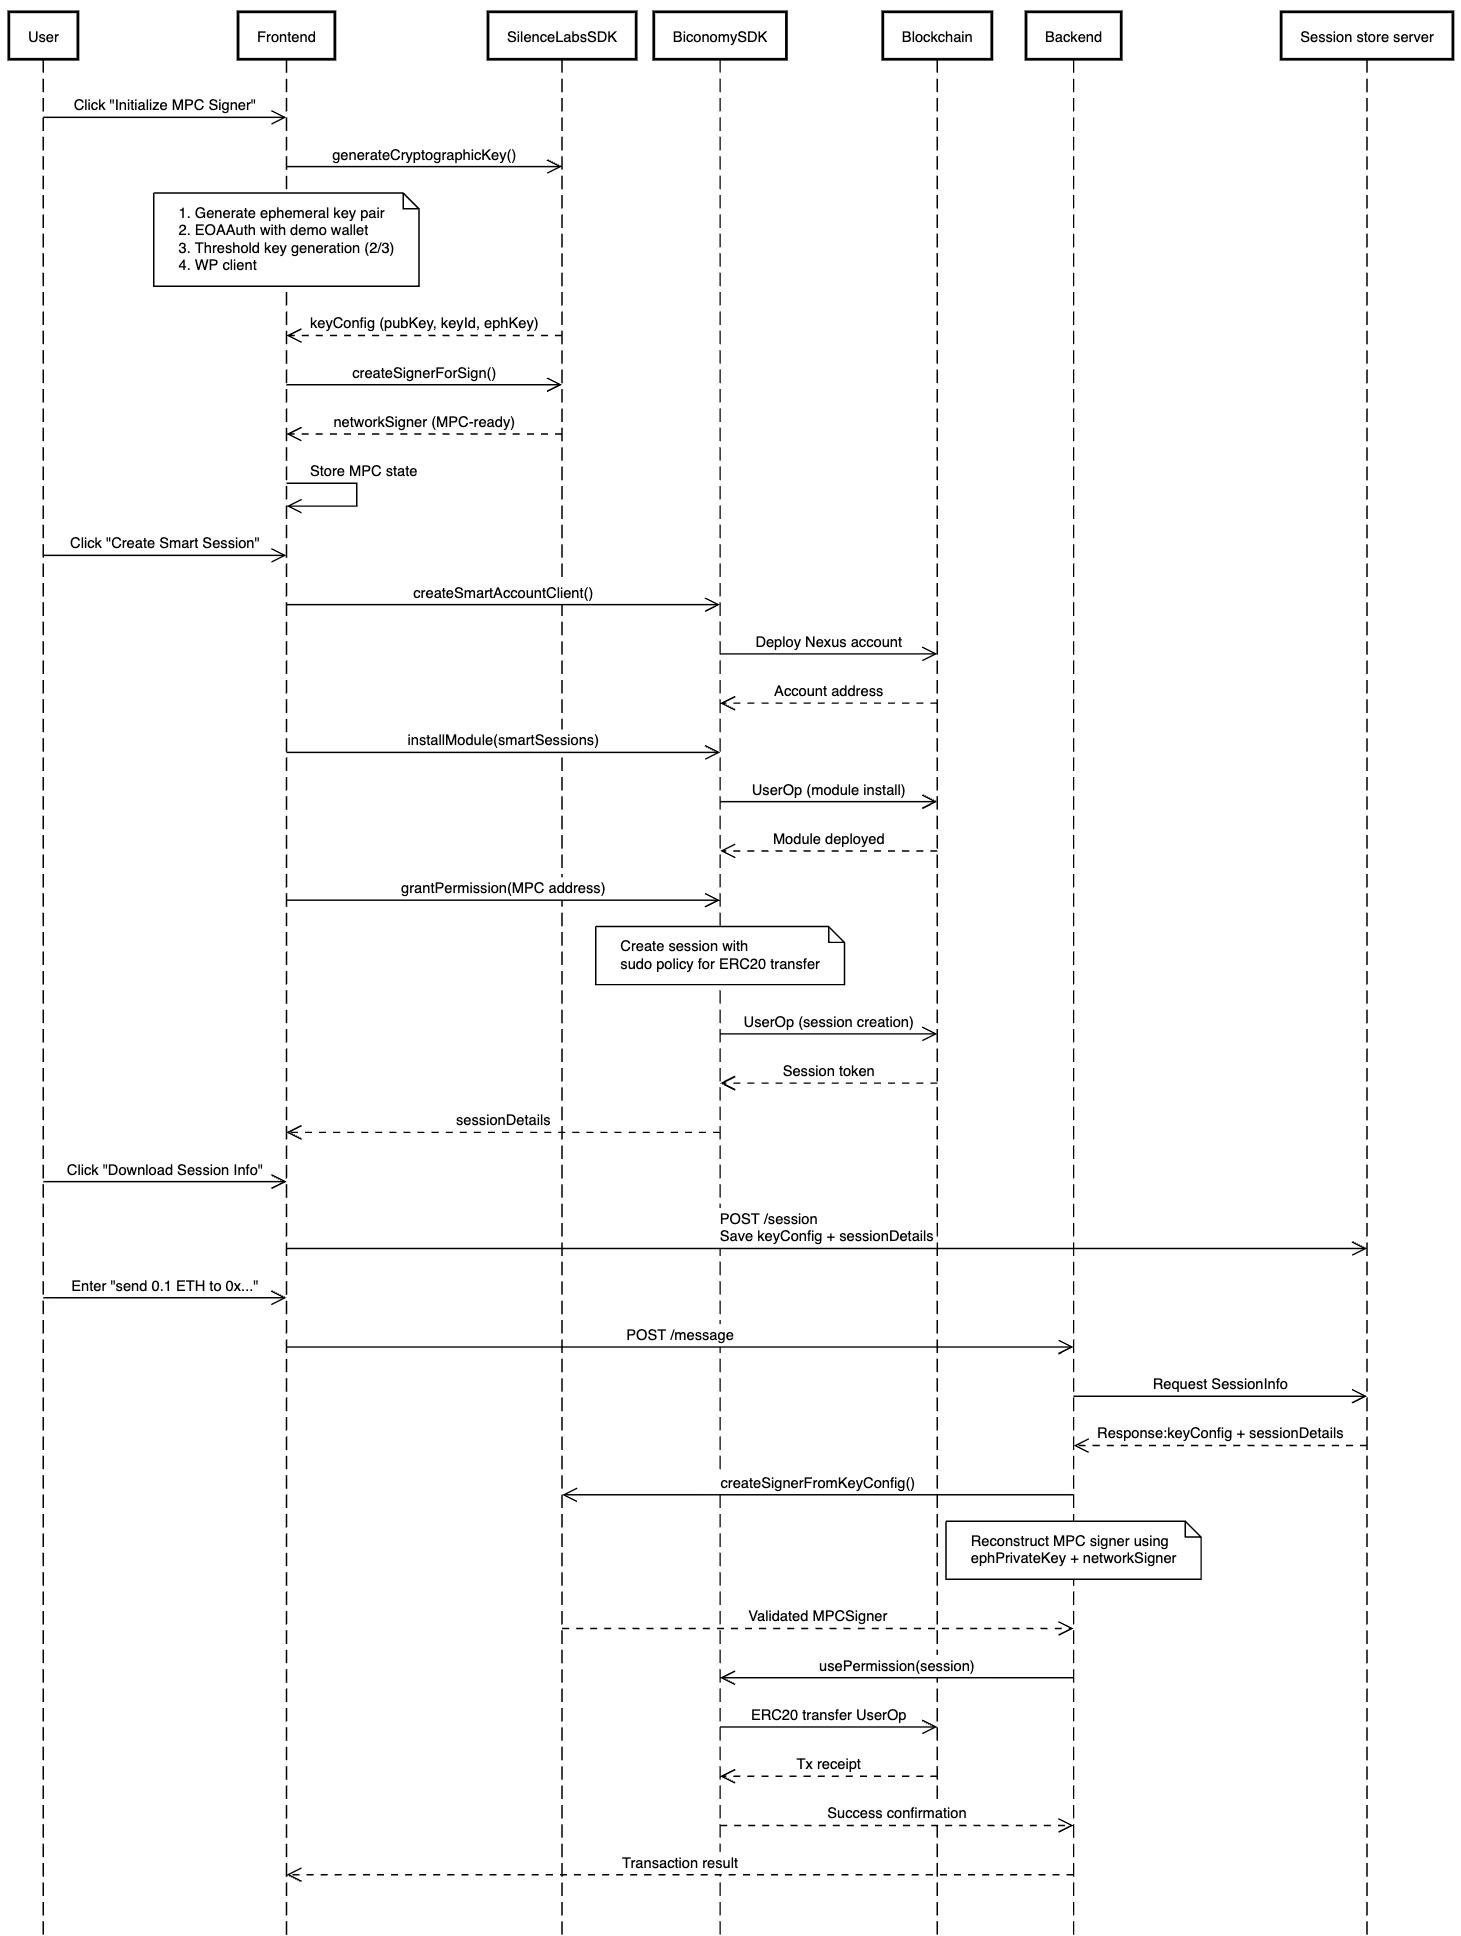 User
Frontend
SilenceLabsSDK
BiconomySDK
Blockchain
Backend
Session store server
Click "Initialize MPC Signer"
generateCryptographicKey()
1. Generate ephemeral key pair
2. EOAAuth with demo wallet
3. Threshold key generation (2/3)
4. WP client
keyConfig (pubKey, keyId, ephKey)
createSignerForSign()
networkSigner (MPC-ready)
Store MPC state
Click "Create Smart Session"
createSmartAccountClient()
Deploy Nexus account
Account address
installModule(smartSessions)
UserOp (module install)
Module deployed
grantPermission(MPC address)
Create session with
sudo policy for ERC20 transfer
UserOp (session creation)
Session token
sessionDetails
Click "Download Session Info"
POST /session
Save keyConfig + sessionDetails
Enter "send 0.1 ETH to 0x..."
POST /message
Request SessionInfo
Response:keyConfig + sessionDetails
createSignerFromKeyConfig()
Reconstruct MPC signer using
ephPrivateKey + networkSigner
Validated MPCSigner
usePermission(session)
ERC20 transfer UserOp
Tx receipt
Success confirmation
Transaction result